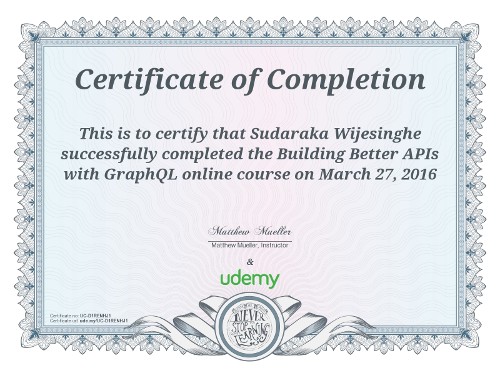 Certificate of Completion
This is to certify that Sudaraka Wijesinghe
successfully completed the Building Better APIs
with GraphQL online course on March 27, 2016
Matthew Mueller
Matthew Mueller, Instructor
&
udemy
Certificate no: UC-D1REMHJ1
Certificate url: ude.my/UC-D1REMHJ1
NEVER
STOP
LEARNING